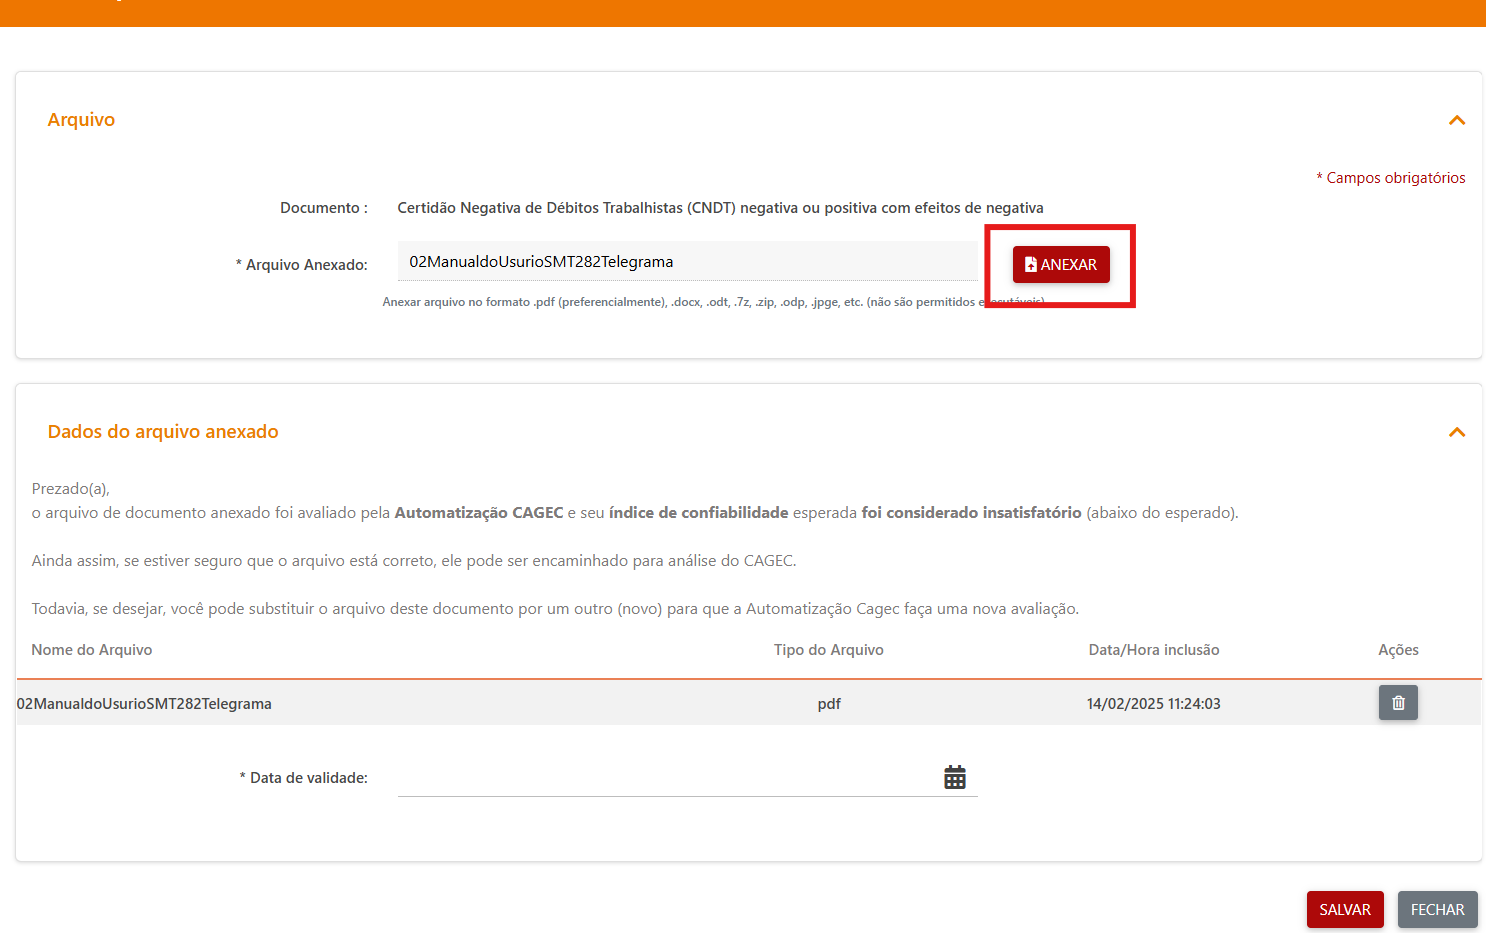 Arquivo
* Campos obrigatórios
Documento : Certidão Negativa de Débitos Trabalhistas (CNDT) negativa ou positiva com efeitos de negativa
* Arquivo Anexado: 02ManualdoUsurioSMT282Telegrama ANEXAR
Anexar arquivo no formato .pdf (preferencialmente), .docx, .odt, .7z, .zip, .odp, .jpge, etc. (não são permitidos executáveis)
Dados do arquivo anexado
Prezado(a),
o arquivo de documento anexado foi avaliado pela Automatização CAGEC e seu índice de confiabilidade esperada foi considerado insatisfatório (abaixo do esperado).
Ainda assim, se estiver seguro que o arquivo está correto, ele pode ser encaminhado para análise do CAGEC.
Todavia, se desejar, você pode substituir o arquivo deste documento por um outro (novo) para que a Automatização Cagec faça uma nova avaliação.
Nome do Arquivo Tipo do Arquivo Data/Hora inclusão Ações
02ManualdoUsurioSMT282Telegrama pdf 14/02/2025 11:24:03
* Data de validade:
SALVAR FECHAR